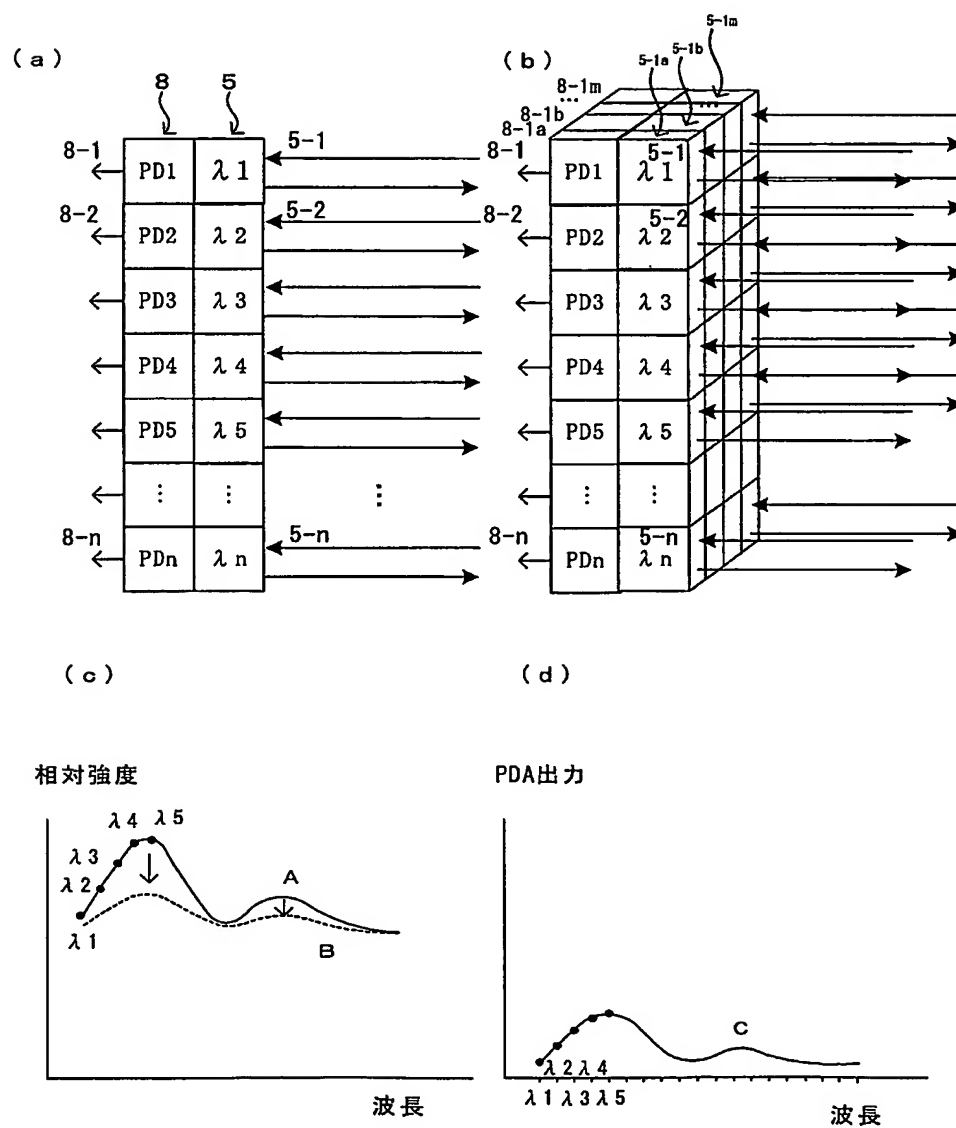 (a)
8 5
8-1 PD1 λ1 5-1
8-2 PD2 λ2 5-2
PD3 λ3
PD4 λ4
PD5 λ5
⋮ ⋮ ⋮
8-n PDn λn 5-n
(b)
5-1m
5-1b
5-1a
8-1m
…
…
8-1b
8-1a
8-1 PD1 λ1 5-1
8-2 PD2 λ2 5-2
PD3 λ3
PD4 λ4
PD5 λ5
⋮ ⋮
8-n PDn λn 5-n
(c)
相対強度
λ4 λ5
λ3
λ2
λ1
A
B
波長
(d)
PDA出力
C
λ2 λ4
λ1 λ3 λ5
波長